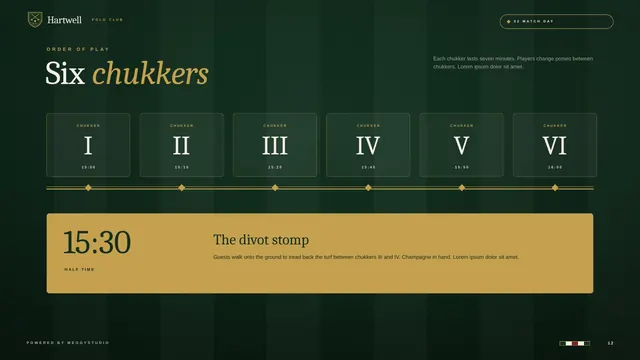 Hartwell
POLO CLUB
02 MATCH DAY
ORDER OF PLAY
Six chukkers
Each chukker lasts seven minutes. Players change ponies between
chukkers. Lorem ipsum dolor sit amet.
CHUKKER CHUKKER CHUKKER CHUKKER CHUKKER CHUKKER
I II III IV V VI
15:00 15:10 15:20 15:40 15:50 16:00
15:30
HALF TIME
The divot stomp
Guests walk onto the ground to tread back the turf between chukkers III and IV. Champagne in hand. Lorem ipsum dolor sit amet.
POWERED BY WEGGYSTUDIO
12